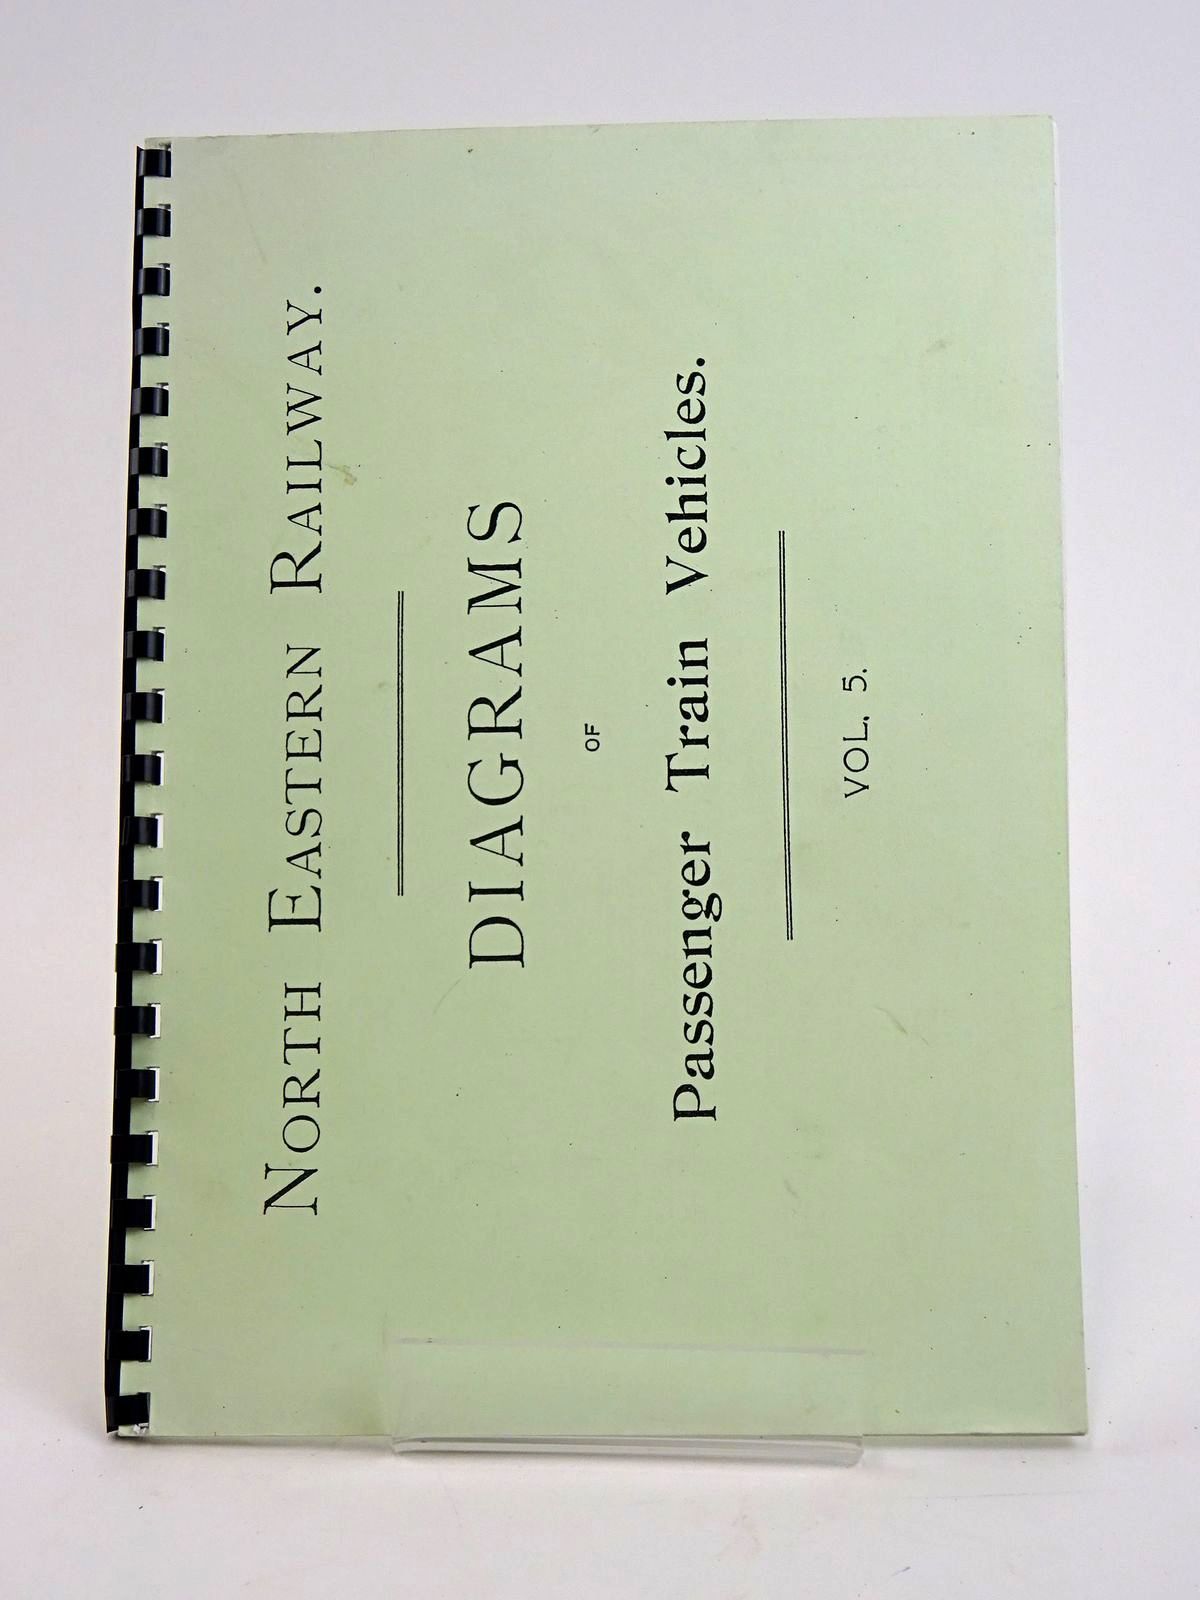 NORTH EASTERN RAILWAY.
DIAGRAMS
OF
Passenger Train Vehicles.
VOL. 5.